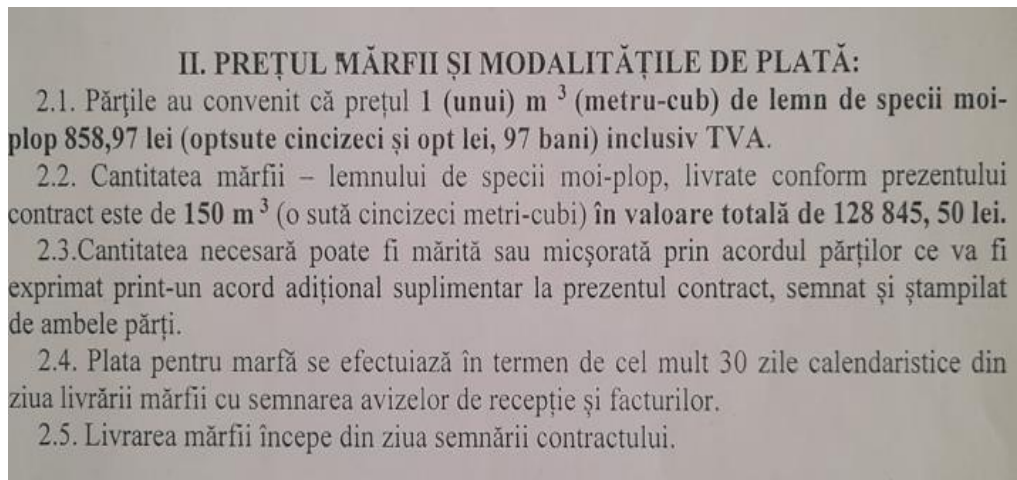 II. PREȚUL MĂRFII ȘI MODALITĂȚILE DE PLATĂ:
2.1. Părţile au convenit că prețul 1 (unui) m ³ (metru-cub) de lemn de specii moi-
plop 858,97 lei (optsute cincizeci și opt lei, 97 bani) inclusiv TVA.
2.2. Cantitatea mărfii – lemnului de specii moi-plop, livrate conform prezentului
contract este de 150 m ³ (o sută cincizeci metri-cubi) în valoare totală de 128 845, 50 lei.
2.3.Cantitatea necesară poate fi mărită sau micşorată prin acordul părților ce va fi
exprimat print-un acord adițional suplimentar la prezentul contract, semnat și ștampilat
de ambele părți.
2.4. Plata pentru marfă se efectuiază în termen de cel mult 30 zile calendaristice din
ziua livrării mărfii cu semnarea avizelor de recepție și facturilor.
2.5. Livrarea mărfii începe din ziua semnării contractului.